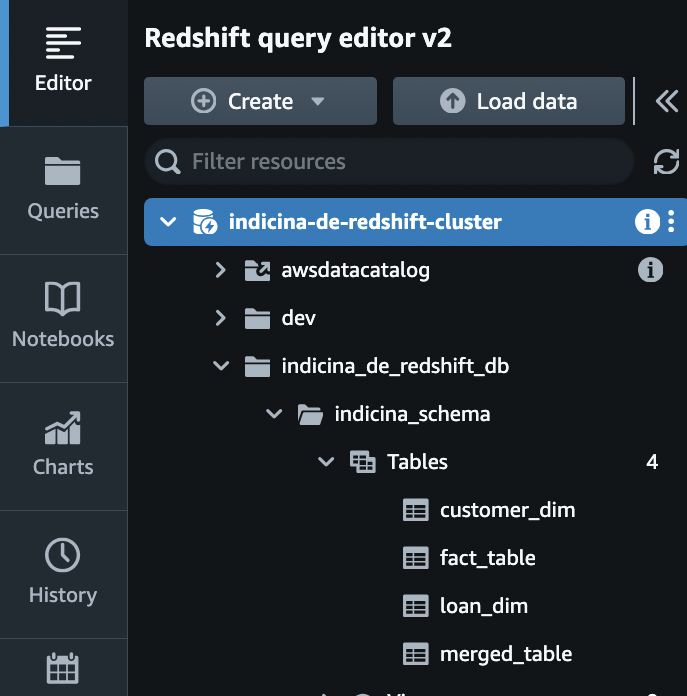 Redshift query editor v2
Editor
Create
Load data
Filter resources
Queries
indicina-de-redshift-cluster
awsdatacatalog
Notebooks
dev
indicina_de_redshift_db
indicina_schema
Charts
Tables 4
customer_dim
fact_table
History
loan_dim
merged_table